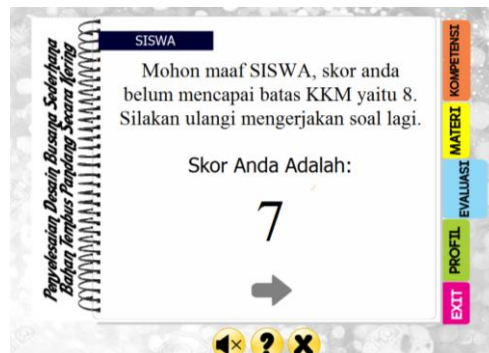 Penyelesaian Desain Busana Sederhana
Bahan Tembus Pandang Secara Kering
SISWA
Mohon maaf SISWA, skor anda
belum mencapai batas KKM yaitu 8.
Silakan ulangi mengerjakan soal lagi.
Skor Anda Adalah:
7
KOMPETENSI
MATERI
EVALUASI
PROFIL
EXIT
?
X